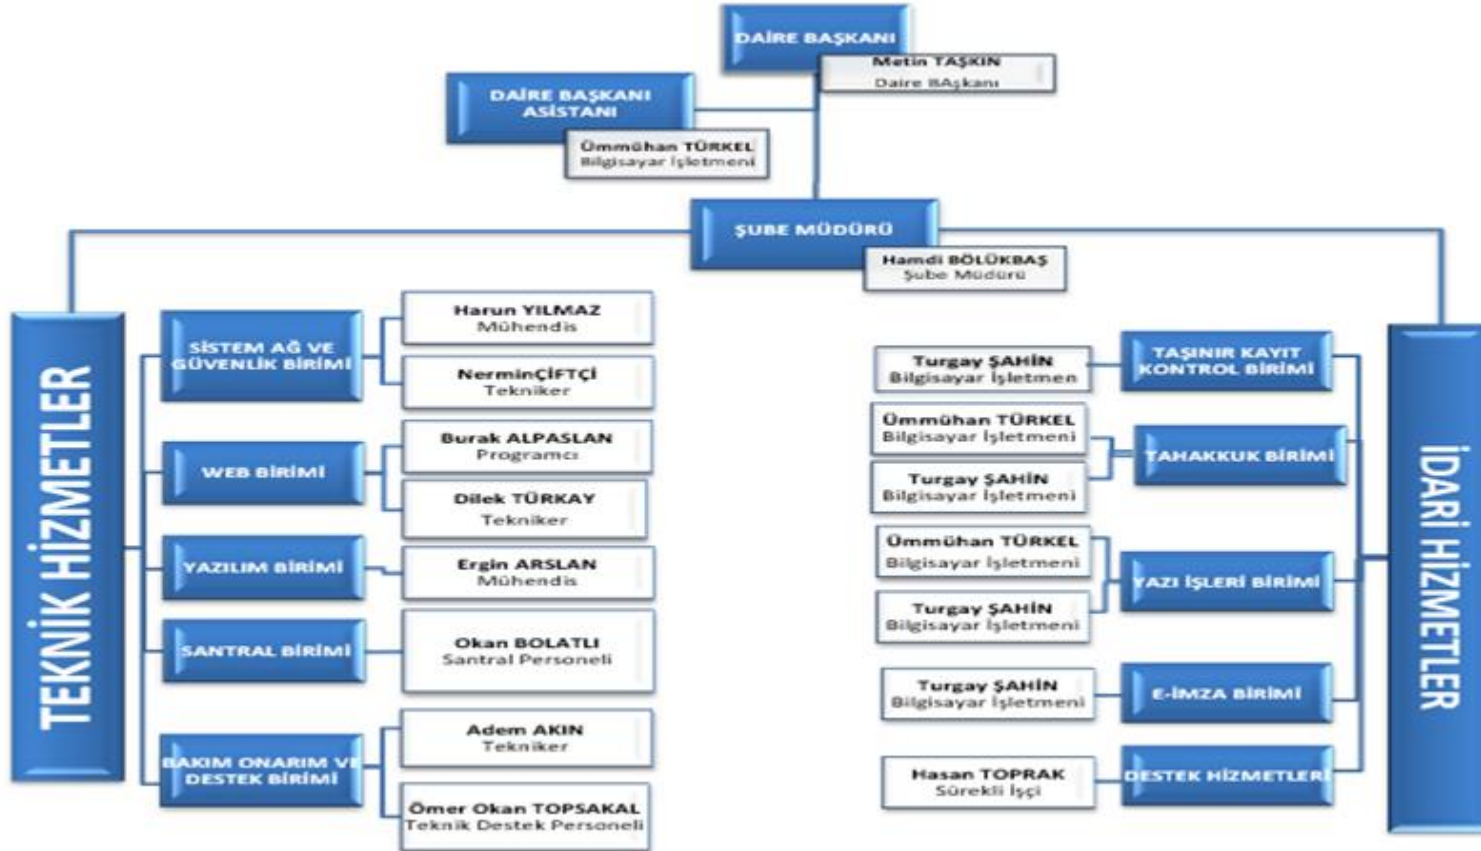 DAİRE BAŞKANI
Metin TAŞKIN
Daire BAşkanı
DAİRE BAŞKANI
ASİSTANI
Ümmühan TÜRKEL
Bilgisayar İşletmeni
ŞUBE MÜDÜRÜ
Hamdi BÖLÜKBAŞ
Şube Müdürü
TEKNİK HİZMETLER
SİSTEM AĞ VE
GÜVENLİK BİRİMİ
Harun YILMAZ
Mühendis
NerminÇİFTÇİ
Tekniker
WEB BİRİMİ
Burak ALPASLAN
Programcı
Dilek TÜRKAY
Tekniker
YAZILIM BİRİMİ
Ergin ARSLAN
Mühendis
SANTRAL BİRİMİ
Okan BOLATLI
Santral Personeli
BAKIM ONARIM VE
DESTEK BİRİMİ
Adem AKIN
Tekniker
Ömer Okan TOPSAKAL
Teknik Destek Personeli
İDARİ HİZMETLER
TAŞINIR KAYIT
KONTROL BİRİMİ
Turgay ŞAHİN
Bilgisayar İşletmen
TAHAKKUK BİRİMİ
Ümmühan TÜRKEL
Bilgisayar İşletmeni
Turgay ŞAHİN
Bilgisayar İşletmeni
YAZI İŞLERİ BİRİMİ
Ümmühan TÜRKEL
Bilgisayar İşletmeni
Turgay ŞAHİN
Bilgisayar İşletmeni
E-İMZA BİRİMİ
Turgay ŞAHİN
Bilgisayar İşletmeni
DESTEK HİZMETLERİ
Hasan TOPRAK
Sürekli İşçi